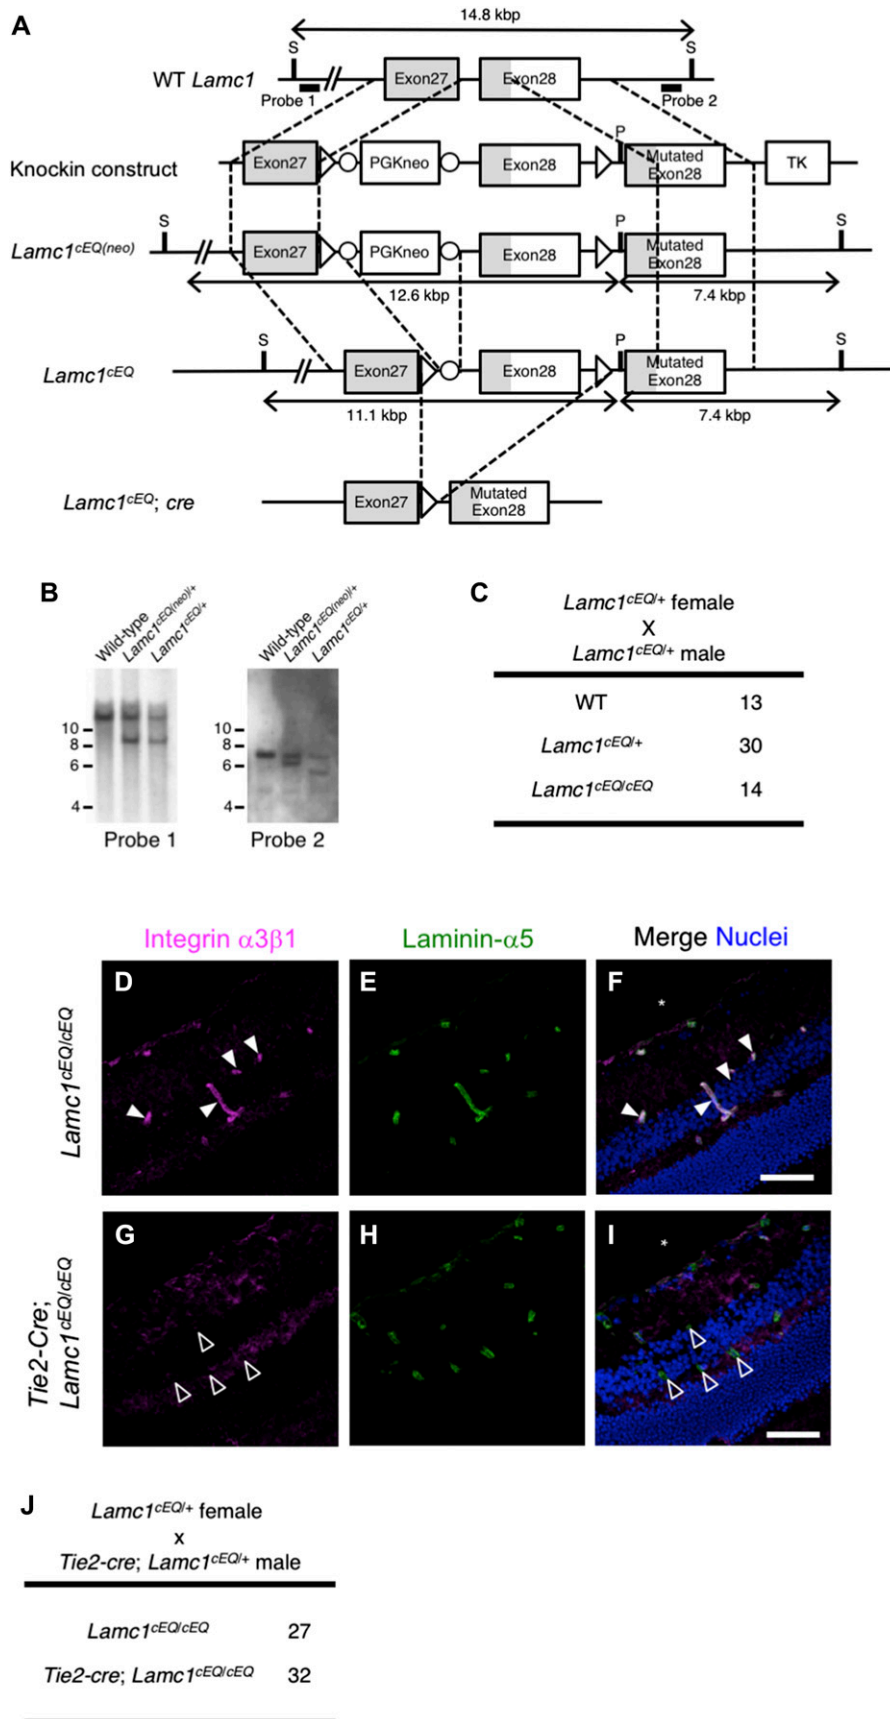 A
14.8 kbp
S S
WT Lamc1 Exon27 Exon28
Probe 1 Probe 2
P
Knockin construct Exon27 PGKneo Exon28 Mutated Exon28 TK
S P S
Lamc1cEQ(neo) Exon27 PGKneo Exon28 Mutated Exon28
12.6 kbp 7.4 kbp
S P S
Lamc1cEQ Exon27 Exon28 Mutated Exon28
11.1 kbp 7.4 kbp
Lamc1cEQ; cre Exon27 Mutated Exon28
B
Wild-type
Lamc1cEQ(neo)/+
Lamc1cEQ/+
10
8
6
4
Probe 1
Wild-type
Lamc1cEQ(neo)/+
Lamc1cEQ/+
10
8
6
4
Probe 2
C
Lamc1cEQ/+ female
X
Lamc1cEQ/+ male
WT 13
Lamc1cEQ/+ 30
Lamc1cEQ/cEQ 14
Integrin α3β1 Laminin-α5 Merge Nuclei
Lamc1cEQ/cEQ
D E F
*
Tie2-Cre;
Lamc1cEQ/cEQ
G H I
*
J
Lamc1cEQ/+ female
x
Tie2-cre; Lamc1cEQ/+ male
Lamc1cEQ/cEQ 27
Tie2-cre; Lamc1cEQ/cEQ 32